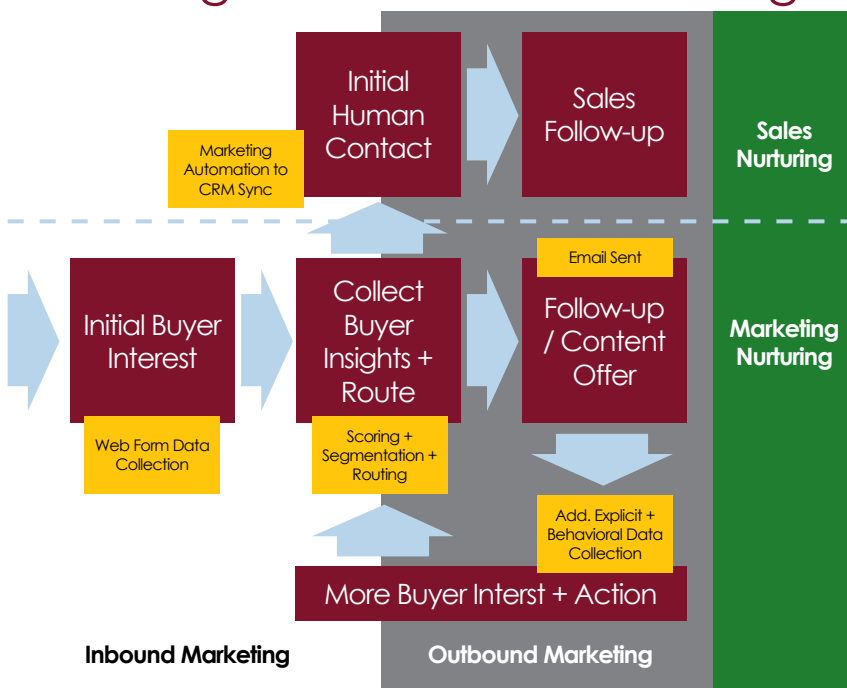 Initial
Human
Contact
Sales
Follow-up
Sales
Nurturing
Marketing
Automation to
CRM Sync
Initial Buyer
Interest
Web Form Data
Collection
Collect
Buyer
Insights +
Route
Scoring +
Segmentation +
Routing
Email Sent
Follow-up
/ Content
Offer
Marketing
Nurturing
Add. Explicit +
Behavioral Data
Collection
More Buyer Interst + Action
Inbound Marketing
Outbound Marketing